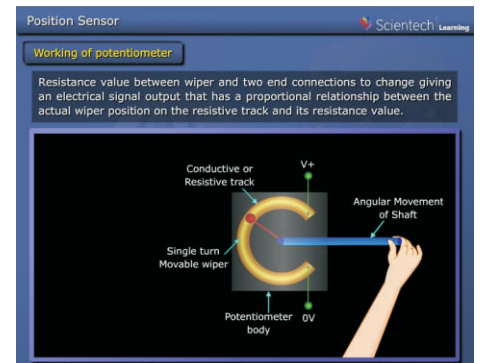 Position Sensor
Scientech Learning
Working of potentiometer
Resistance value between wiper and two end connections to change giving
an electrical signal output that has a proportional relationship between the
actual wiper position on the resistive track and its resistance value.
Conductive or
Resistive track
V+
Angular Movement
of Shaft
Single turn
Movable wiper
Potentiometer
body
0V